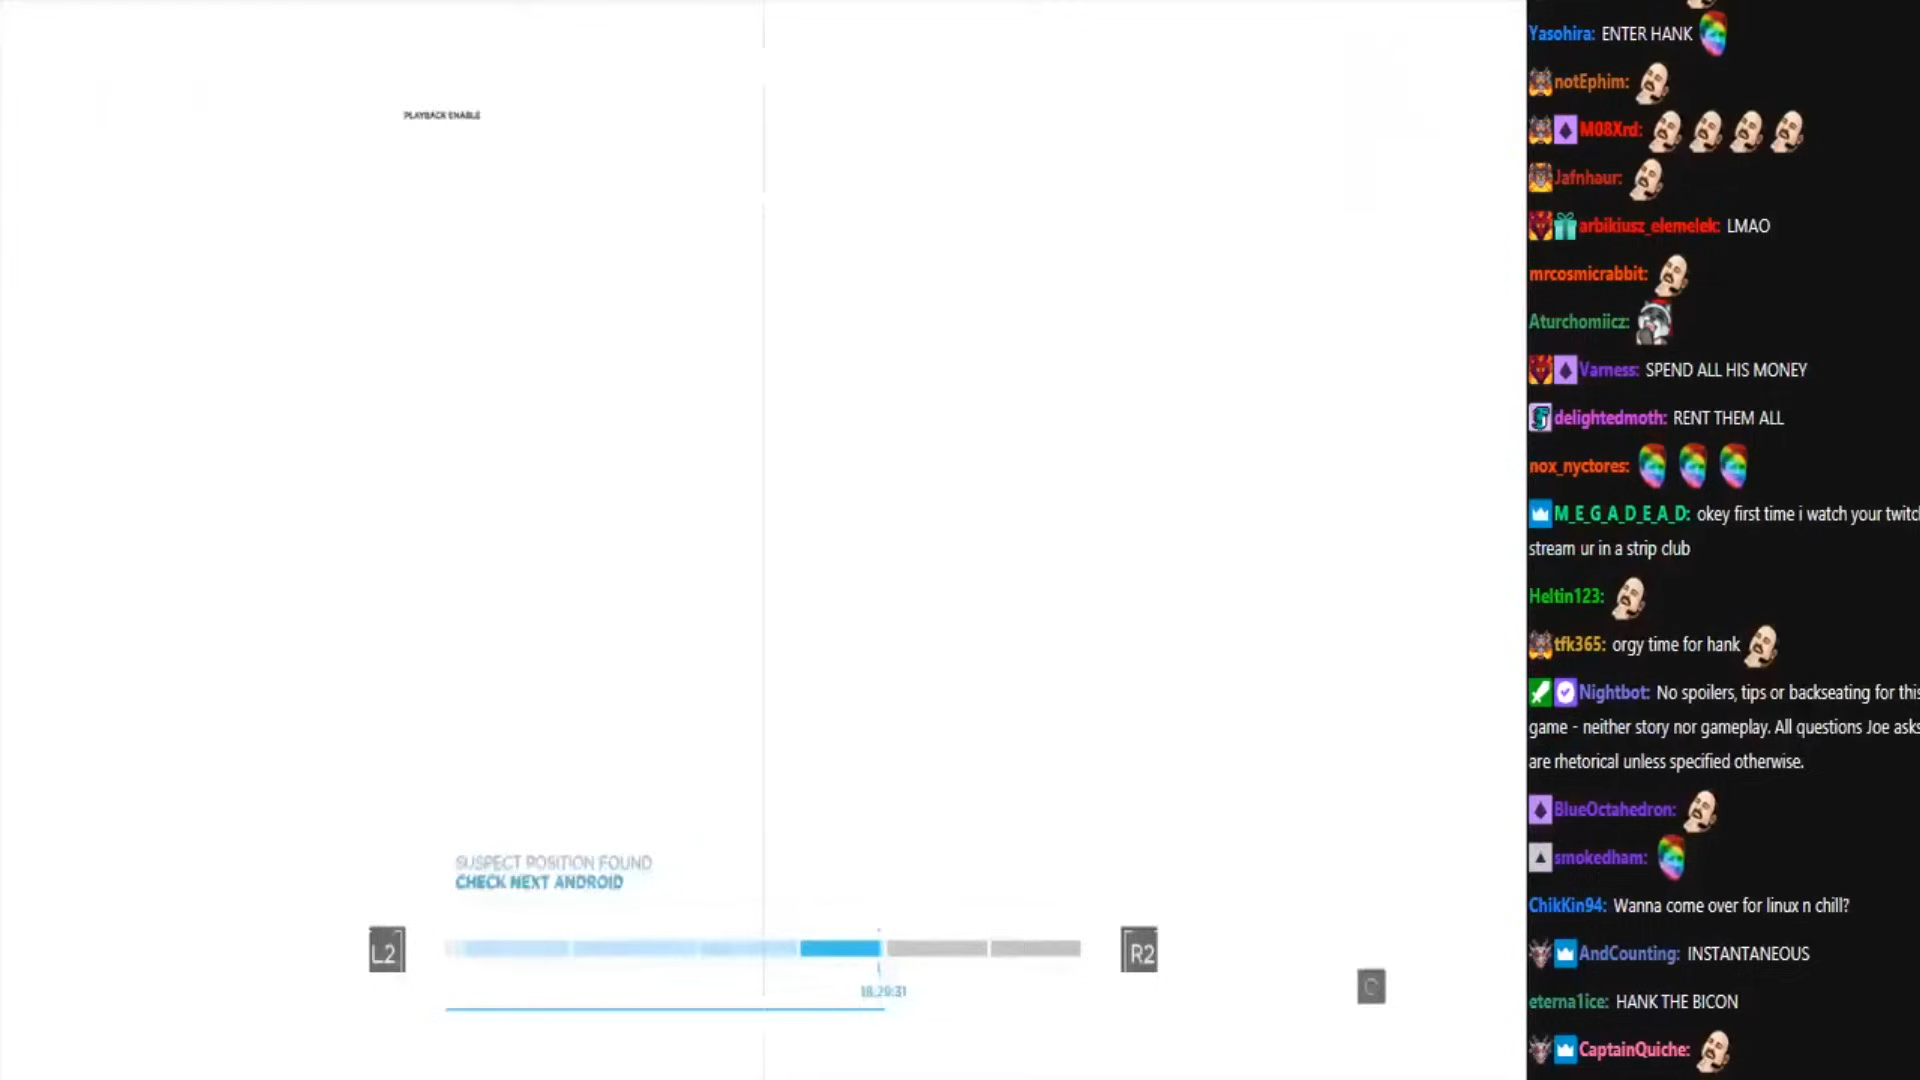 PLAYBACK ENABLE
SUSPECT POSITION FOUND
CHECK NEXT ANDROID
L2
R2
18:29:31
C
Yasohira: ENTER HANK
notEphim:
M08Xrd:
Jafnhaur:
arbikiusz_elemelek: LMAO
mrcosmicrabbit:
Aturchomiicz:
Varness: SPEND ALL HIS MONEY
delightedmoth: RENT THEM ALL
nox_nyctores:
M_E_G_A_D_E_A_D: okey first time i watch your twitch
stream ur in a strip club
Heltin123:
tfk365: orgy time for hank
Nightbot: No spoilers, tips or backseating for this
game - neither story nor gameplay. All questions Joe asks
are rhetorical unless specified otherwise.
BlueOctahedron:
smokedham:
ChikKin94: Wanna come over for linux n chill?
AndCounting: INSTANTANEOUS
eterna1ice: HANK THE BICON
CaptainQuiche: